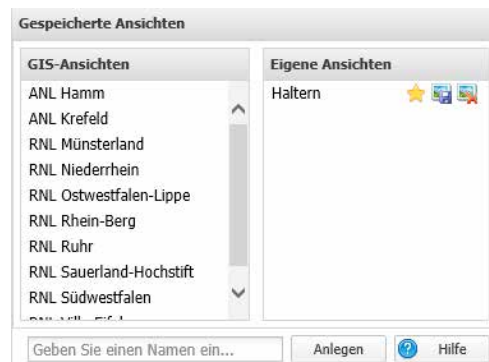 Gespeicherte Ansichten
GIS-Ansichten
ANL Hamm
ANL Krefeld
RNL Münsterland
RNL Niederrhein
RNL Ostwestfalen-Lippe
RNL Rhein-Berg
RNL Ruhr
RNL Sauerland-Hochstift
RNL Südwestfalen
Eigene Ansichten
Haltern
Geben Sie einen Namen ein...
Anlegen
Hilfe